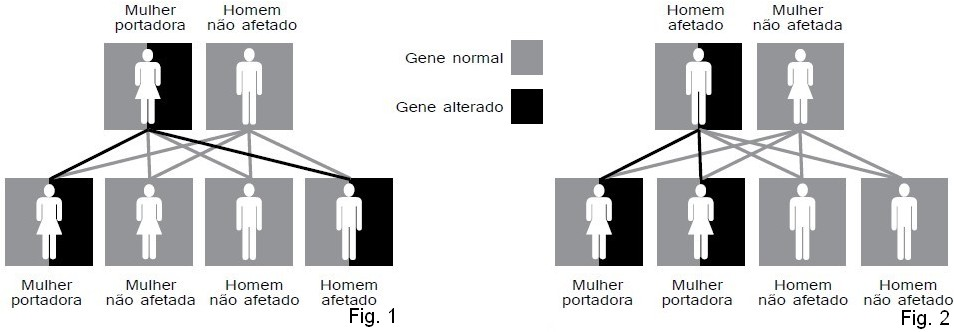 Mulher
portadora
Homem
não afetado
Gene normal
Gene alterado
Mulher
portadora
Mulher
não afetada
Homem
não afetado
Homem
afetado
Fig. 1
Homem
afetado
Mulher
não afetada
Mulher
portadora
Mulher
portadora
Homem
não afetado
Homem
não afetado
Fig. 2